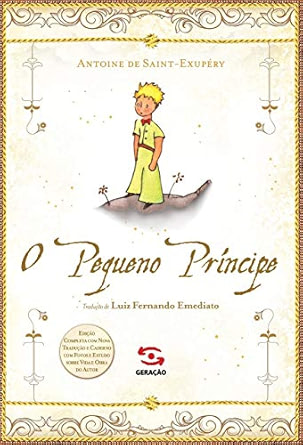 ANTOINE DE SAINT-EXUPÉRY
O Pequeno Príncipe
Tradução de Luiz Fernando Emediato
EDIÇÃO
COMPLETA COM NOVA
TRADUÇÃO E CADERNO
COM FOTOS E ESTUDO
SOBRE VIDA E OBRA
DO AUTOR
GERAÇÃO